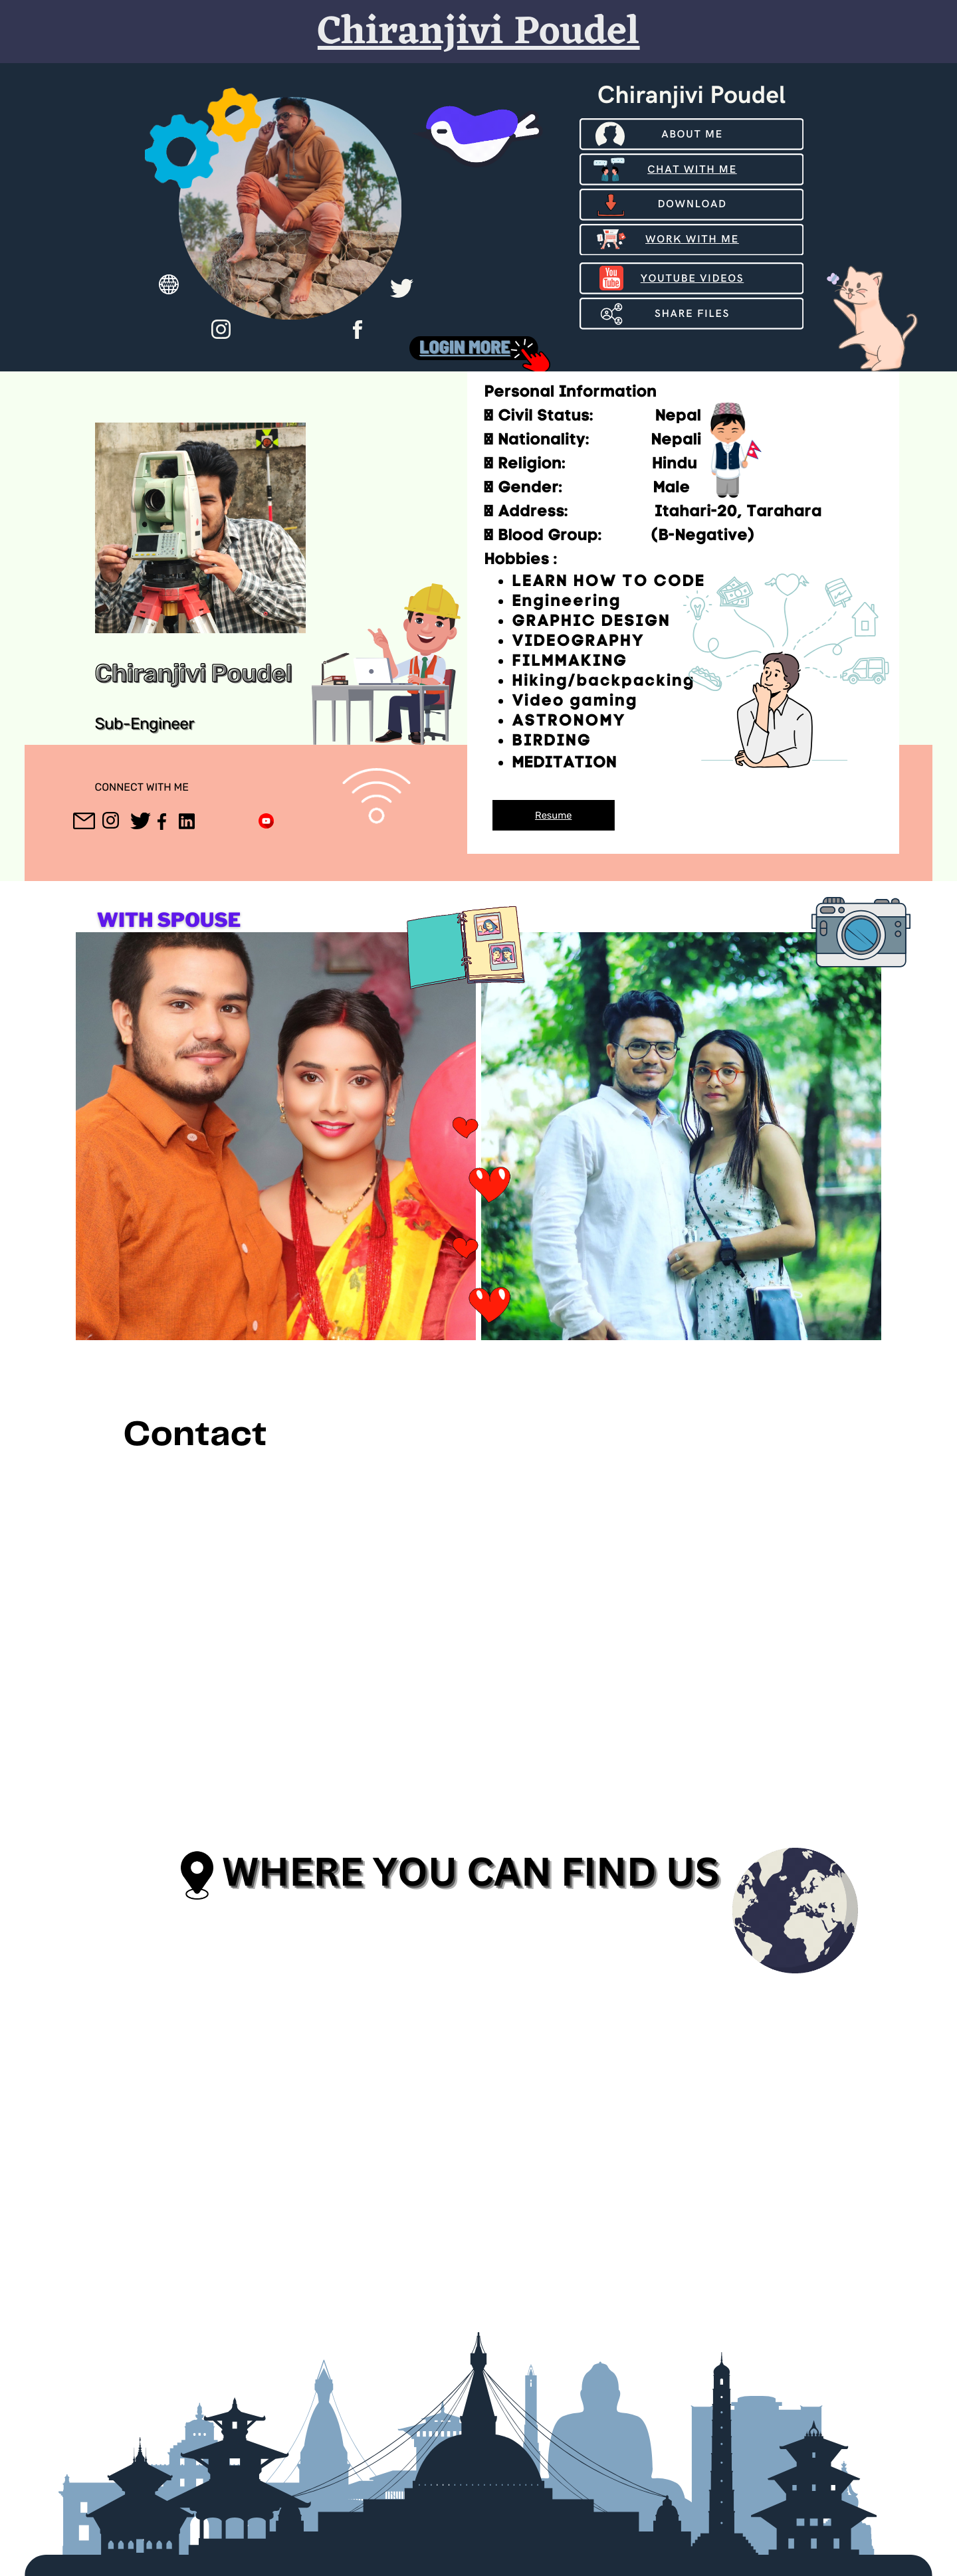 Chiranjivi Poudel
Chiranjivi Poudel
ABOUT ME
CHAT WITH ME
DOWNLOAD
WORK WITH ME
You Tube YOUTUBE VIDEOS
SHARE FILES
LOGIN MORE
Personal Information
Civil Status: Nepal
Nationality: Nepali
Religion: Hindu
Gender: Male
Address: Itahari-20, Tarahara
Blood Group: (B-Negative)
Hobbies :
• LEARN HOW TO CODE
• Engineering
• GRAPHIC DESIGN
• VIDEOGRAPHY
• FILMMAKING
• Hiking/backpacking
• Video gaming
• ASTRONOMY
• BIRDING
• MEDITATION
Resume
Chiranjivi Poudel
Sub-Engineer
CONNECT WITH ME
in
WITH SPOUSE
Contact
WHERE YOU CAN FIND US